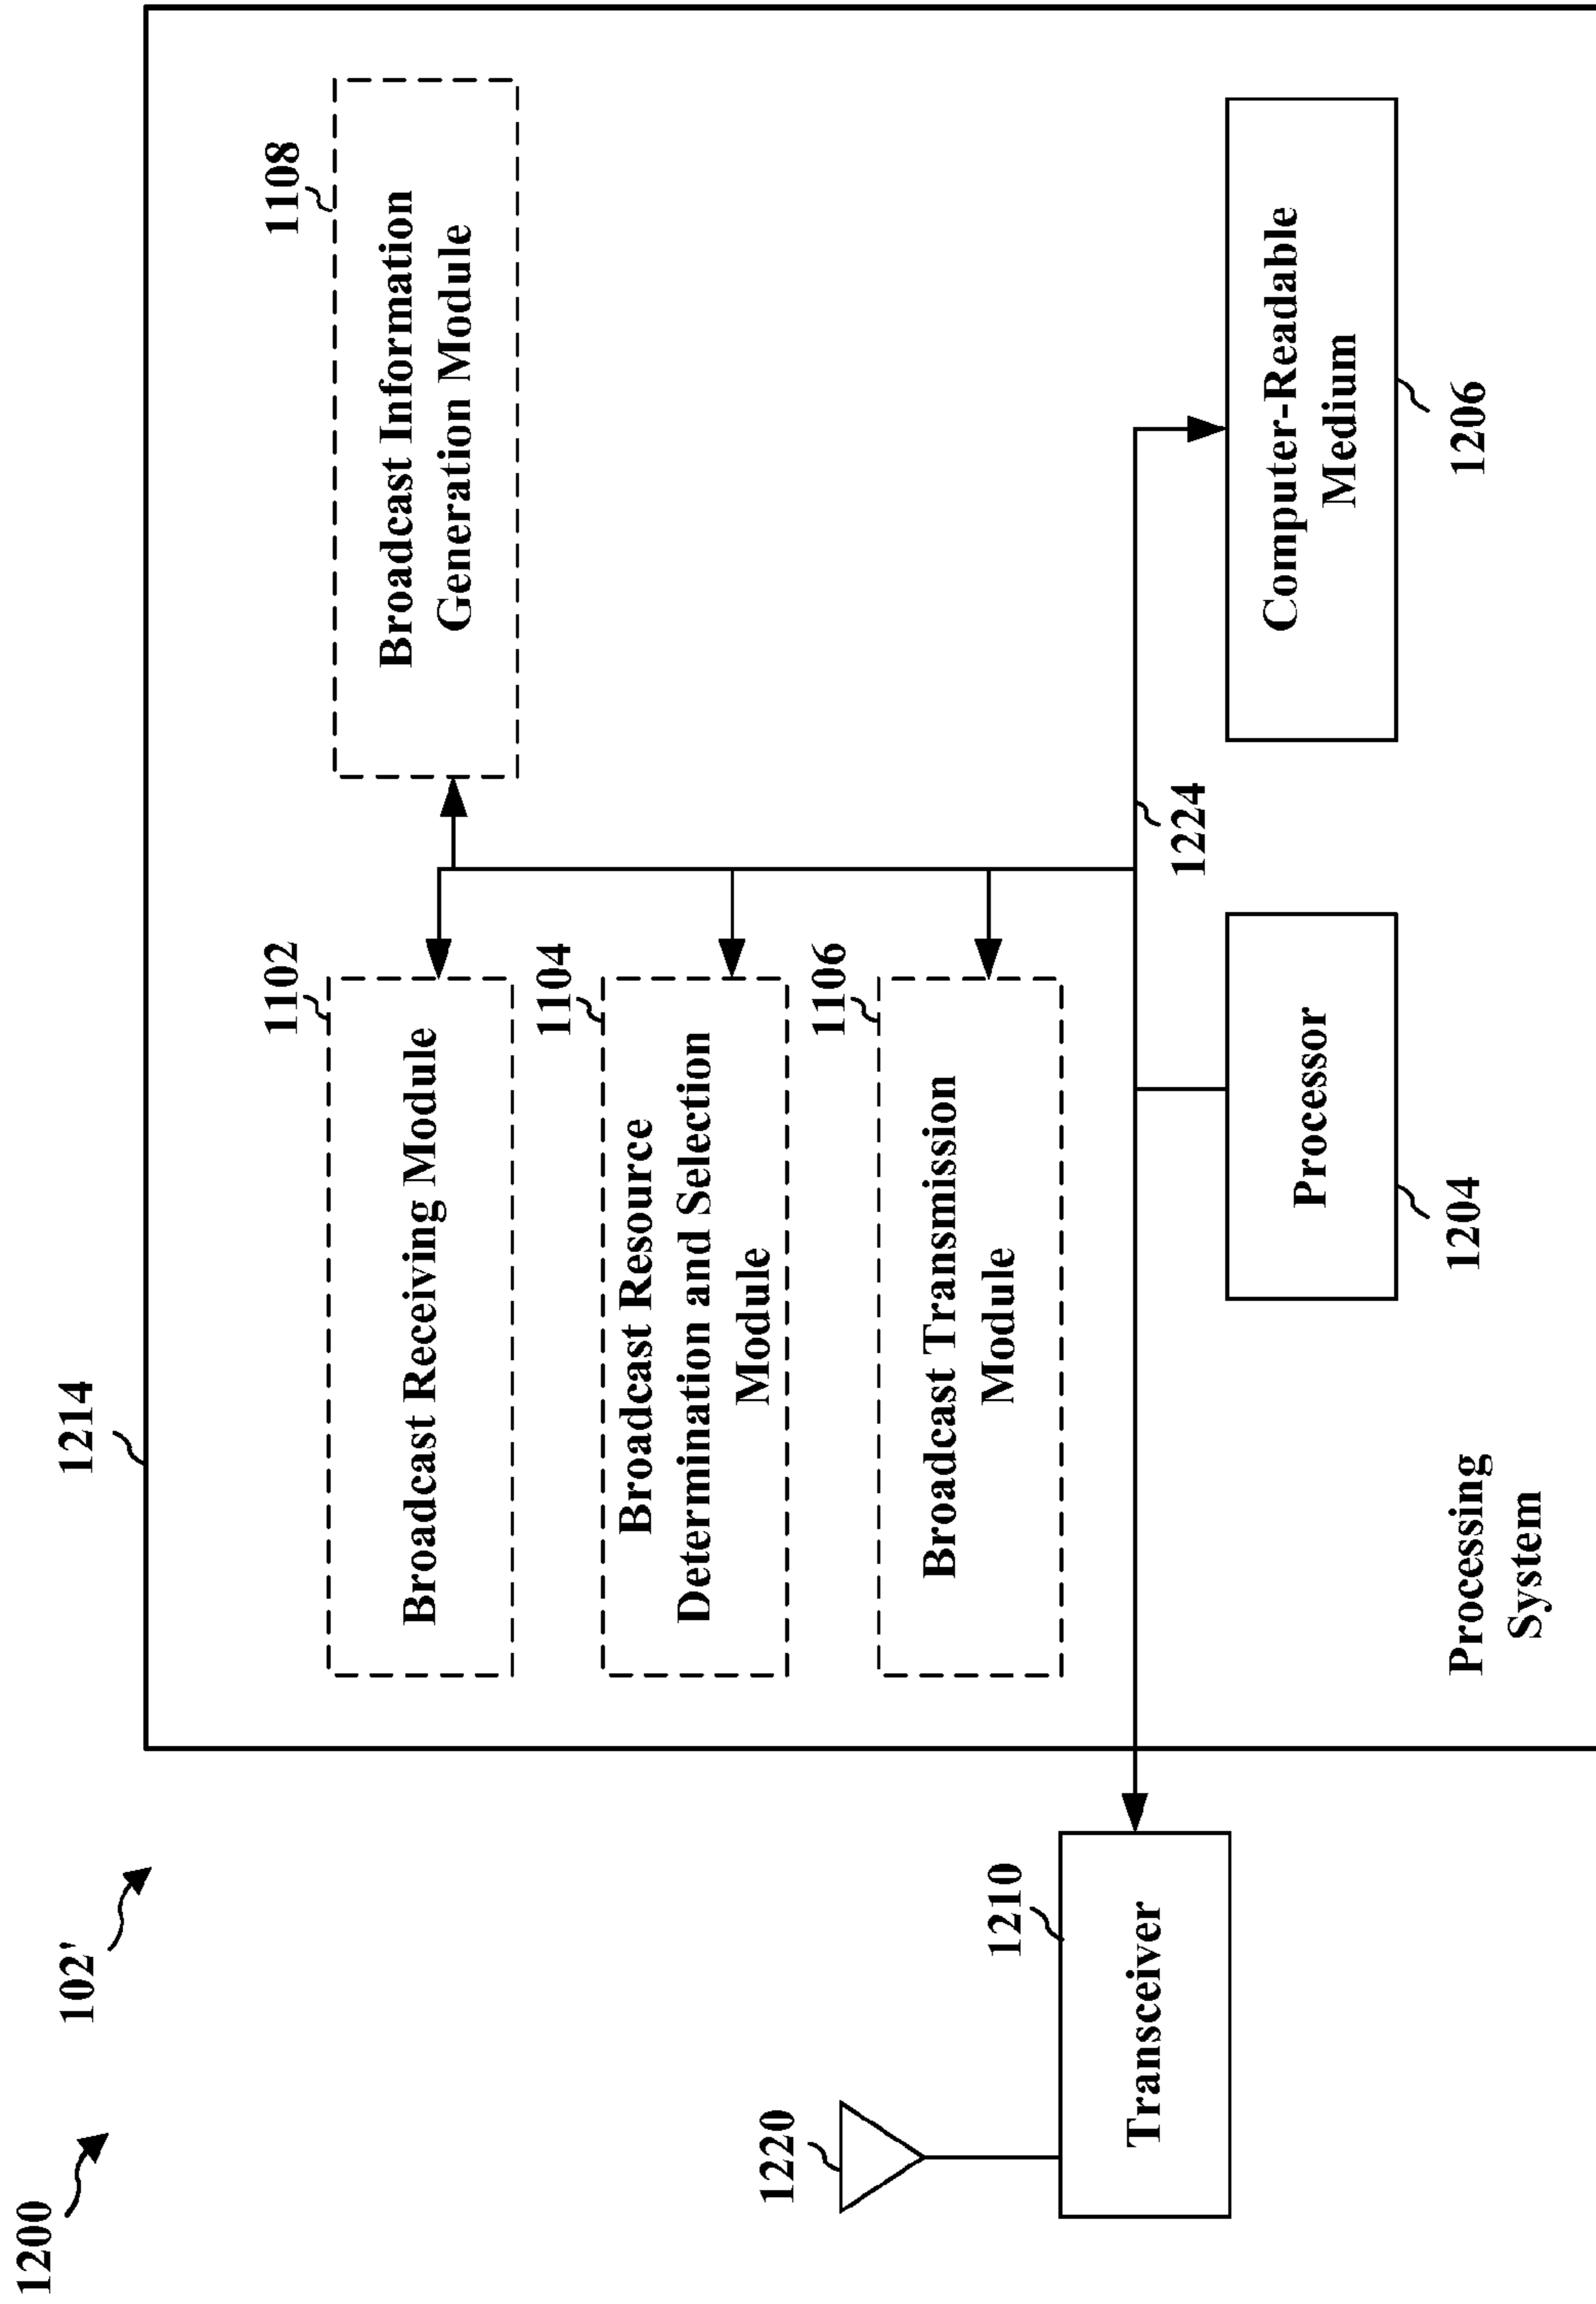 1200
102'
1214
1102
Broadcast Receiving Module
1104
Broadcast Resource
Determination and Selection
Module
1106
Broadcast Transmission
Module
1108
Broadcast Information
Generation Module
1220
1210
Transceiver
1224
Processor
1204
Computer-Readable
Medium
1206
Processing
System